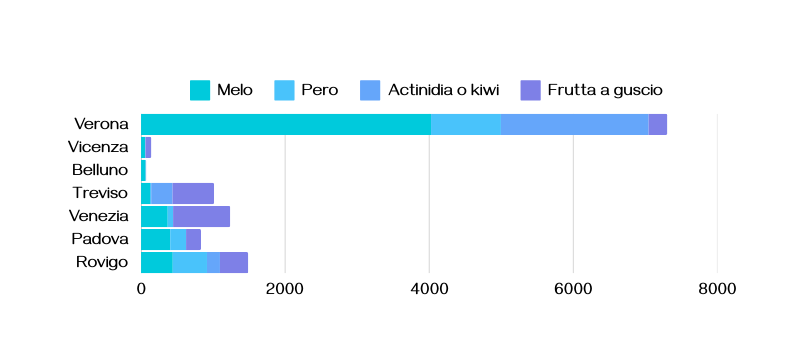 Melo Pero Actinidia o kiwi Frutta a guscio
Verona
Vicenza
Belluno
Treviso
Venezia
Padova
Rovigo
0 2000 4000 6000 8000